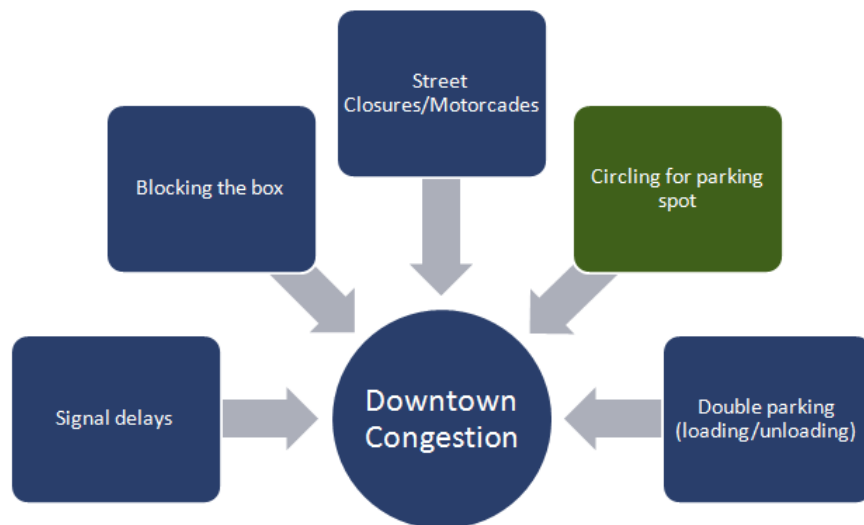 Street
Closures/Motorcades
Blocking the box
Circling for parking
spot
Signal delays
Downtown
Congestion
Double parking
(loading/unloading)